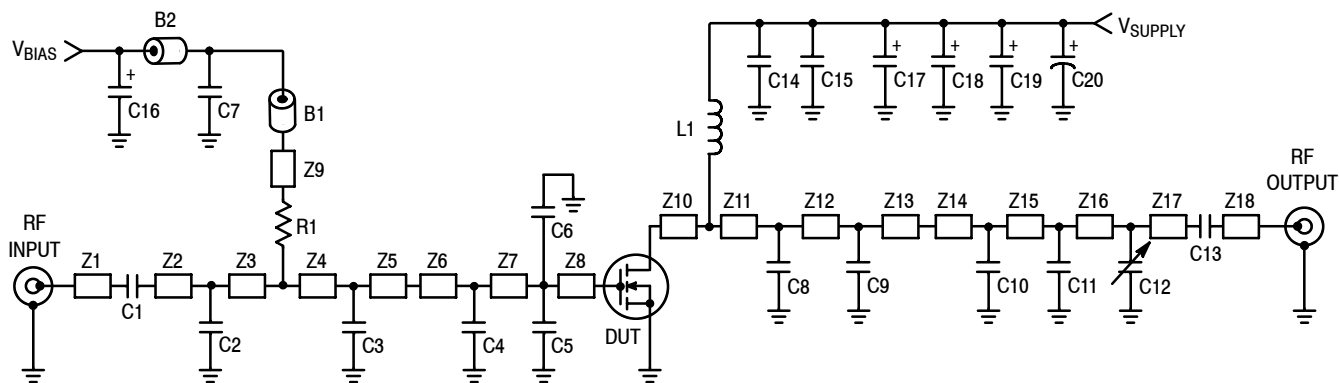 B2
V_BIAS
C16
C7
B1
Z9
R1
RF
INPUT
Z1
C1
Z2
C2
Z3
Z4
C3
Z5
Z6
C4
Z7
C6
C5
Z8
DUT
Z10
L1
V_SUPPLY
C14
C15
C17
C18
C19
C20
+
+
+
+
+
Z11
C8
Z12
C9
Z13
Z14
C10
Z15
C11
Z16
C12
Z17
C13
Z18
RF
OUTPUT